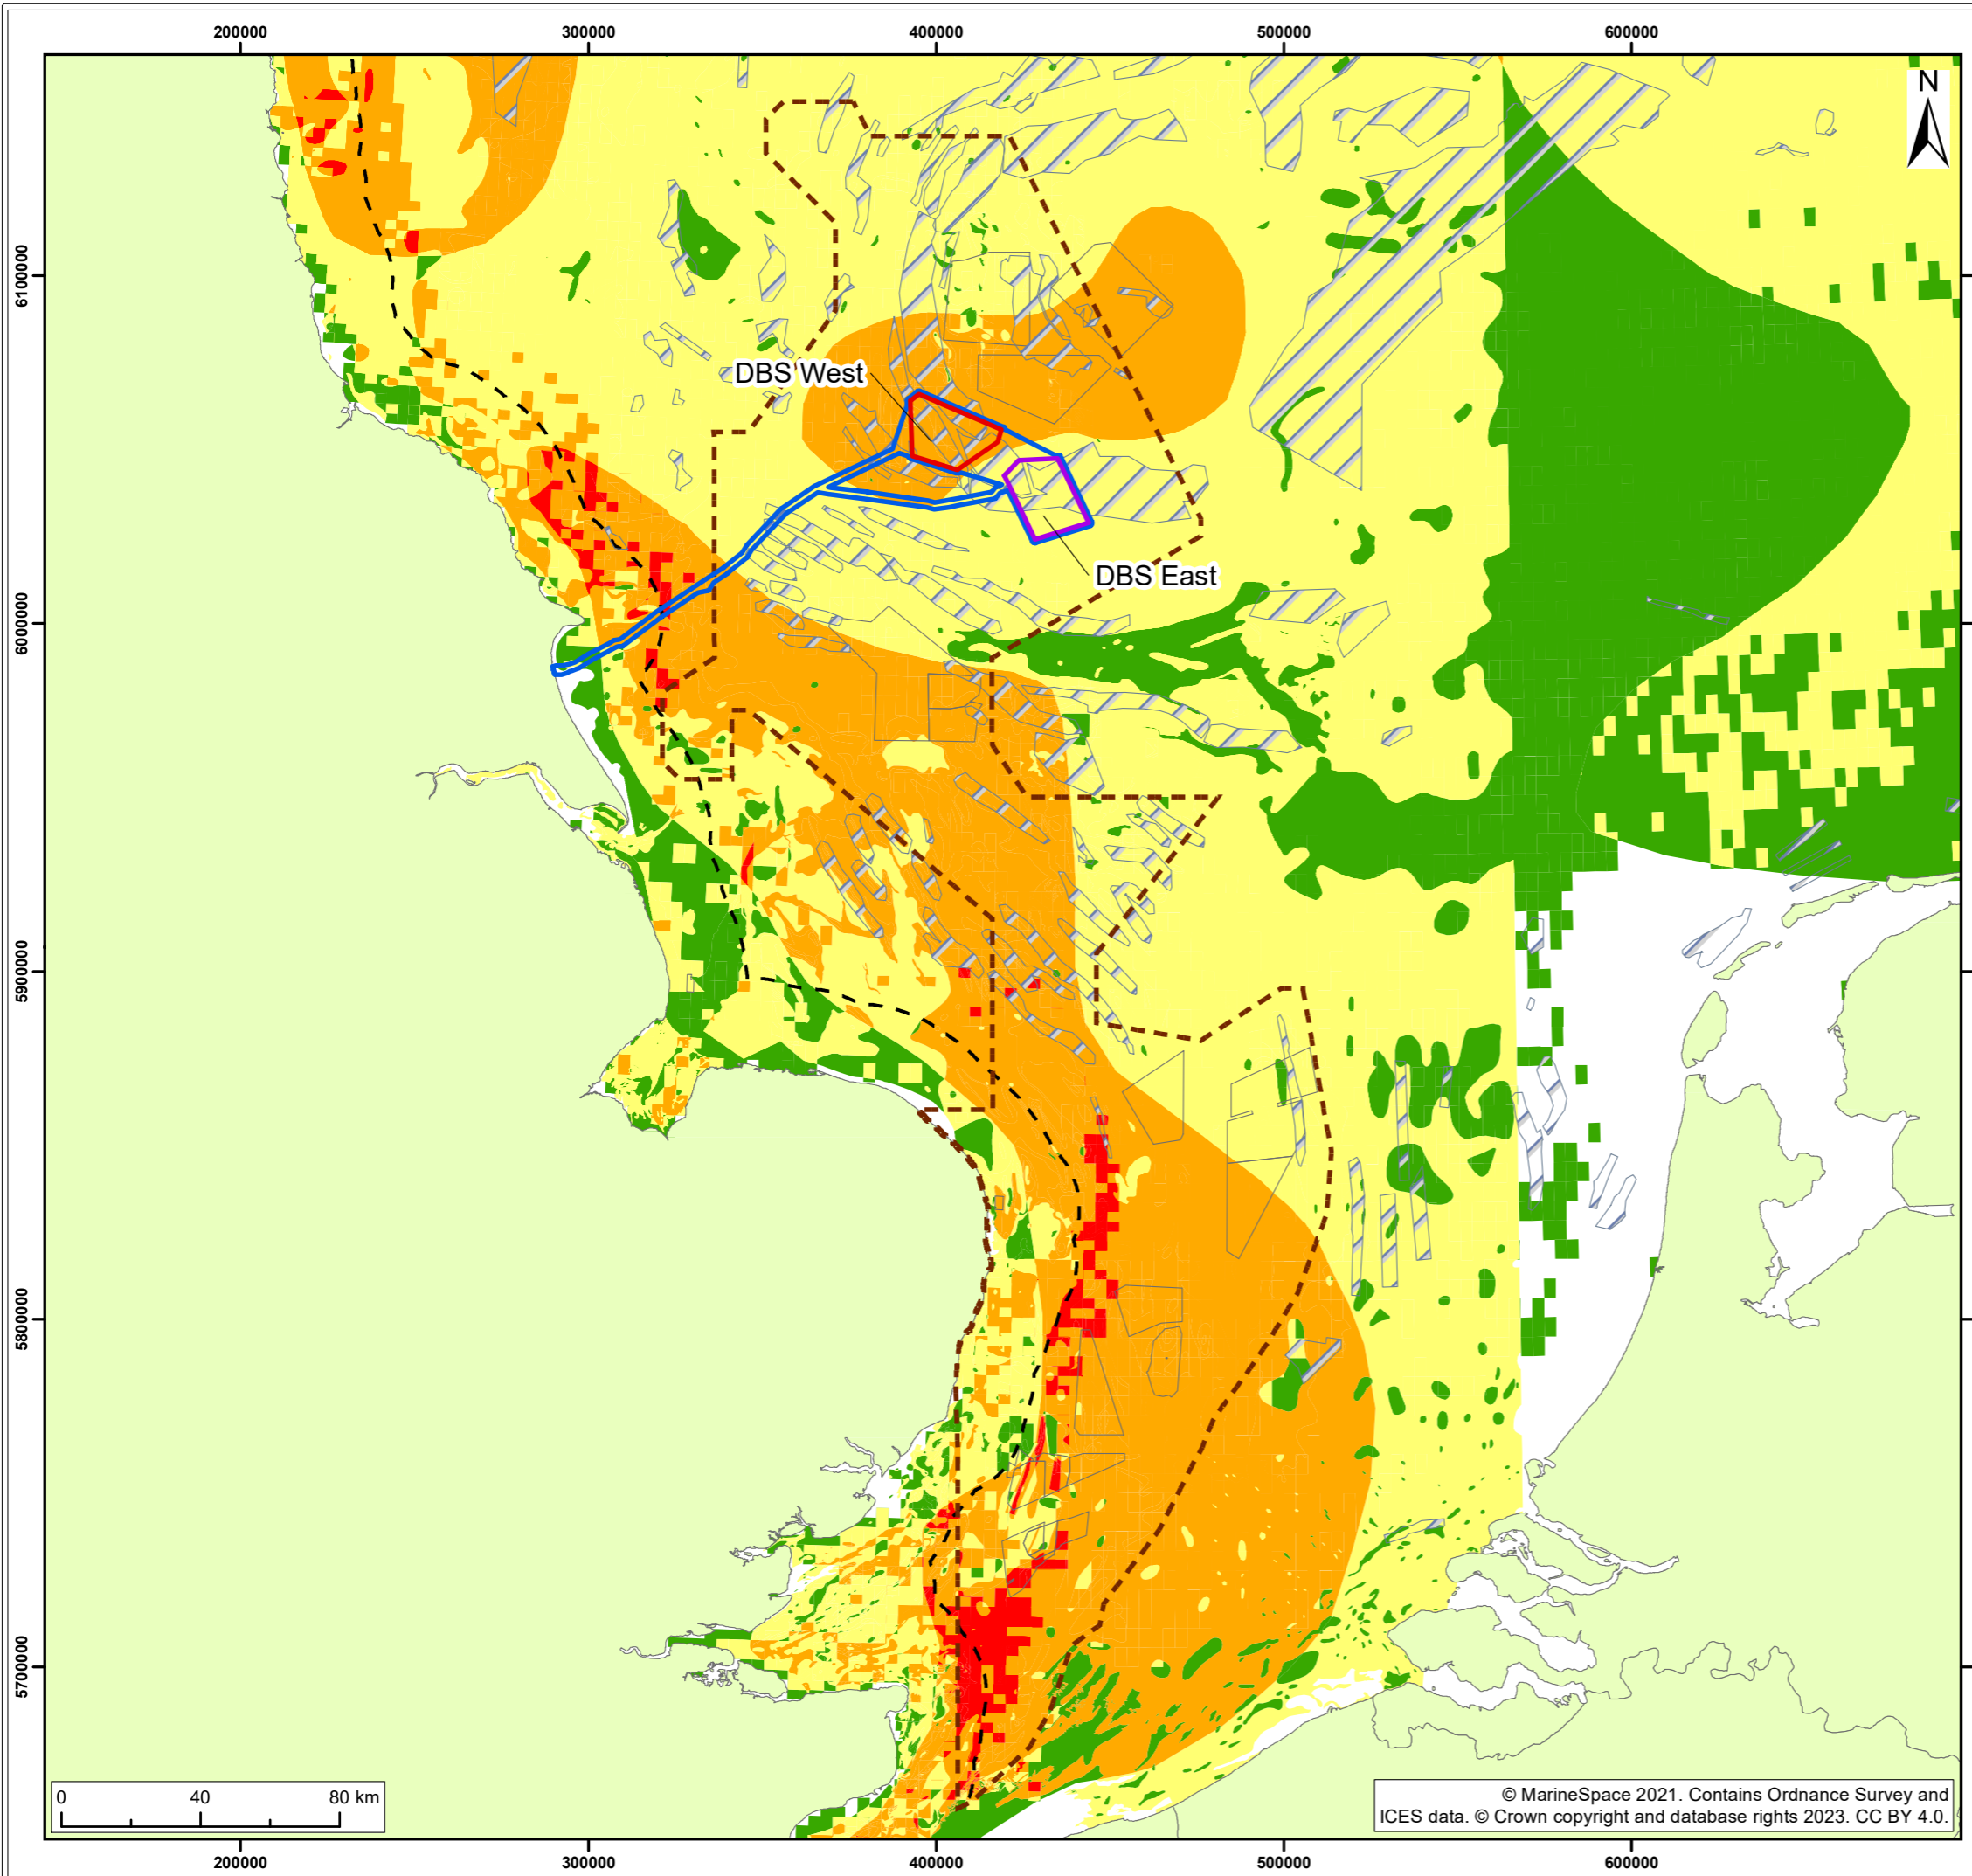 200000 300000 400000 500000 600000
N
6100000
DBS West
DBS East
6000000
5900000
5800000
5700000
0 40 80 km
© MarineSpace 2021. Contains Ordnance Survey and
ICES data. © Crown copyright and database rights 2023. CC BY 4.0.
200000 300000 400000 500000 600000